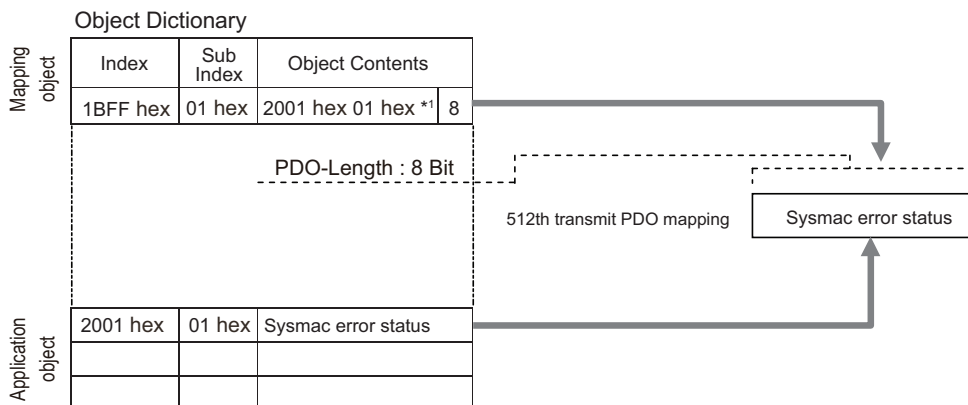 Object Dictionary
Mapping
object
Index
Sub
Index
Object Contents
1BFF hex
01 hex
2001 hex 01 hex *1
8
PDO-Length : 8 Bit
512th transmit PDO mapping
Sysmac error status
Application
object
2001 hex
01 hex
Sysmac error status